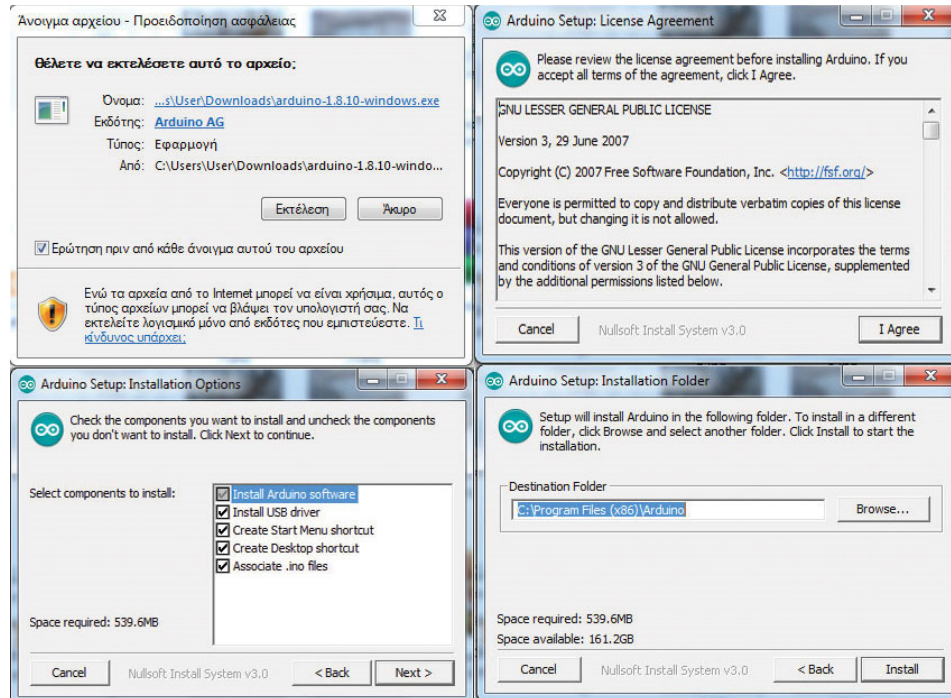 Άνοιγμα αρχείου - Προειδοποίηση ασφάλειας
Θέλετε να εκτελέσετε αυτό το αρχείο;
Όνομα: ...s\User\Downloads\arduino-1.8.10-windows.exe
Εκδότης: Arduino AG
Τύπος: Εφαρμογή
Από: C:\Users\User\Downloads\arduino-1.8.10-windo...
Εκτέλεση Άκυρο
Ερώτηση πριν από κάθε άνοιγμα αυτού του αρχείου
Ενώ τα αρχεία από το Internet μπορεί να είναι χρήσιμα, αυτός ο
τύπος αρχείων μπορεί να βλάψει τον υπολογιστή σας. Να
εκτελείτε λογισμικό μόνο από εκδότες που εμπιστεύεστε. Τι
κίνδυνος υπάρχει;
Arduino Setup: License Agreement
Please review the license agreement before installing Arduino. If you
accept all terms of the agreement, click I Agree.
GNU LESSER GENERAL PUBLIC LICENSE
Version 3, 29 June 2007
Copyright (C) 2007 Free Software Foundation, Inc. <http://fsf.org/>
Everyone is permitted to copy and distribute verbatim copies of this license
document, but changing it is not allowed.
This version of the GNU Lesser General Public License incorporates the terms
and conditions of version 3 of the GNU General Public License, supplemented
by the additional permissions listed below.
Cancel Nullsoft Install System v3.0 I Agree
Arduino Setup: Installation Options
Check the components you want to install and uncheck the components
you don't want to install. Click Next to continue.
Select components to install:
Install Arduino software
Install USB driver
Create Start Menu shortcut
Create Desktop shortcut
Associate .ino files
Space required: 539.6MB
Cancel Nullsoft Install System v3.0 < Back Next >
Arduino Setup: Installation Folder
Setup will install Arduino in the following folder. To install in a different
folder, click Browse and select another folder. Click Install to start the
installation.
Destination Folder
C:\Program Files (x86)\Arduino Browse...
Space required: 539.6MB
Space available: 161.2GB
Cancel Nullsoft Install System v3.0 < Back Install